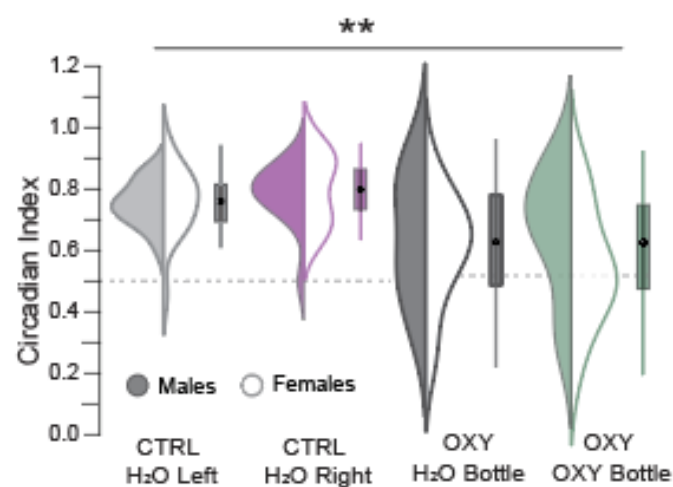 **
Circadian Index
1.2
1.0
0.8
0.6
0.4
0.2
0.0
Males
Females
CTRL
H₂O Left
CTRL
H₂O Right
OXY
H₂O Bottle
OXY
OXY Bottle